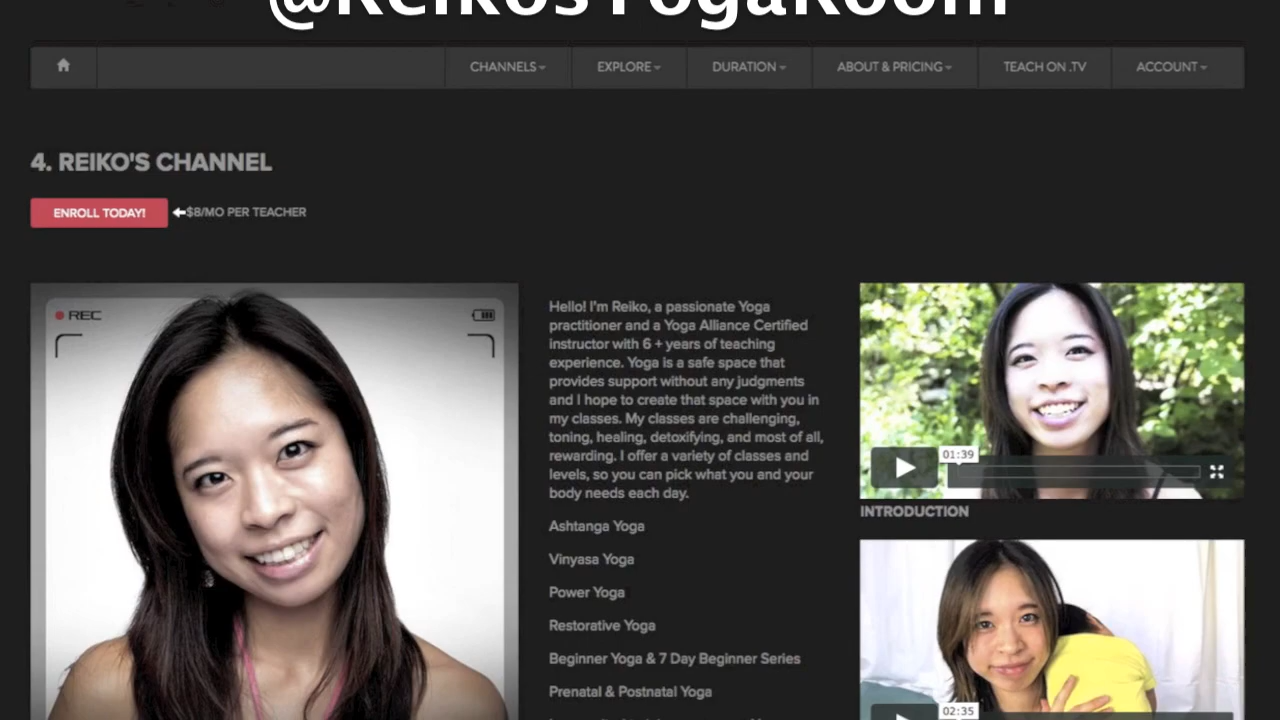 @ReikosYogaRoom
CHANNELS
EXPLORE
DURATION
ABOUT & PRICING
TEACH ON .TV
ACCOUNT
4. REIKO'S CHANNEL
ENROLL TODAY!
$8/MO PER TEACHER
REC
Hello! I'm Reiko, a passionate Yoga
practitioner and a Yoga Alliance Certified
instructor with 6 + years of teaching
experience. Yoga is a safe space that
provides support without any judgments
and I hope to create that space with you in
my classes. My classes are challenging,
toning, healing, detoxifying, and most of all,
rewarding. I offer a variety of classes and
levels, so you can pick what you and your
body needs each day.
Ashtanga Yoga
Vinyasa Yoga
Power Yoga
Restorative Yoga
Beginner Yoga & 7 Day Beginner Series
Prenatal & Postnatal Yoga
01:39
INTRODUCTION
02:35